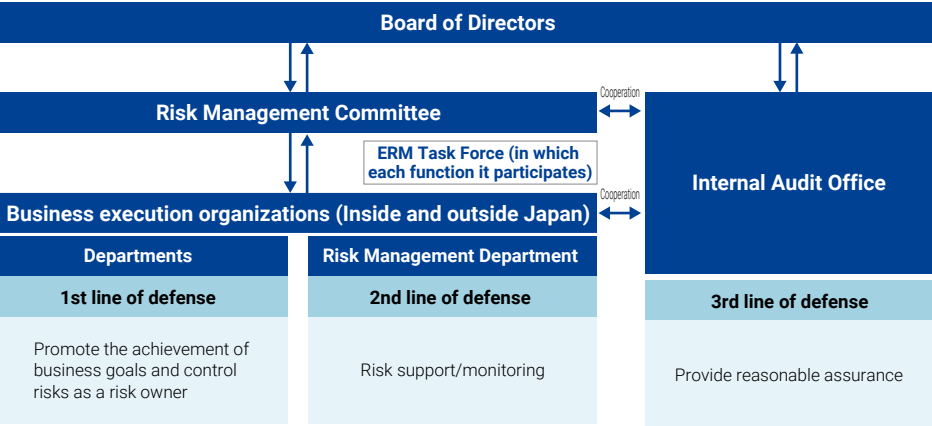 Board of Directors
Cooperation
Risk Management Committee
ERM Task Force (in which
each function it participates)
Internal Audit Office
Cooperation
Business execution organizations (Inside and outside Japan)
Departments
Risk Management Department
1st line of defense
2nd line of defense
3rd line of defense
Promote the achievement of
business goals and control
risks as a risk owner
Risk support/monitoring
Provide reasonable assurance